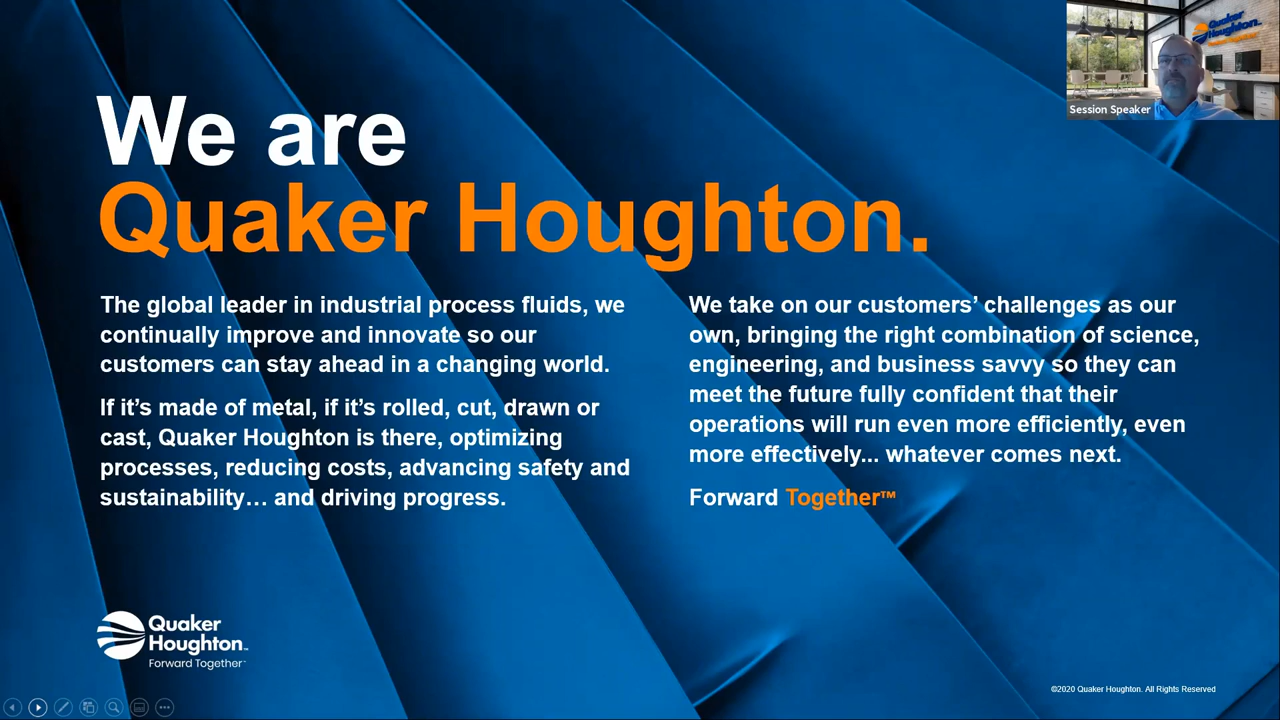 We are
Quaker Houghton.
The global leader in industrial process fluids, we
continually improve and innovate so our
customers can stay ahead in a changing world.
If it’s made of metal, if it’s rolled, cut, drawn or
cast, Quaker Houghton is there, optimizing
processes, reducing costs, advancing safety and
sustainability… and driving progress.
We take on our customers’ challenges as our
own, bringing the right combination of science,
engineering, and business savvy so they can
meet the future fully confident that their
operations will run even more efficiently, even
more effectively... whatever comes next.
Forward Together™
Quaker
Houghton™
Forward Together™
©2020 Quaker Houghton. All Rights Reserved
Quaker
Houghton
Session Speaker